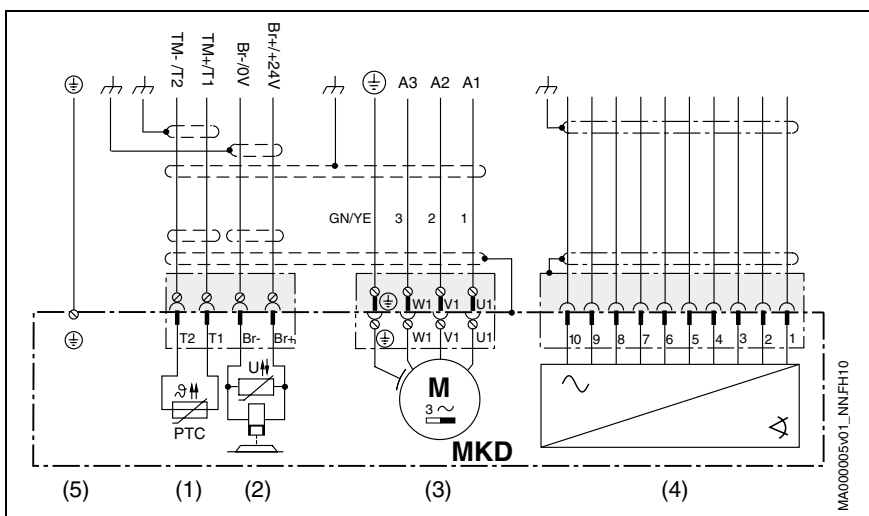 TM- /T2
TM+/T1
Br-/0V
Br+/+24V
A3 A2 A1
GN/YE 3 2 1
W1 V1 U1
T2 T1 Br- Br+ W1 V1 U1 10 9 8 7 6 5 4 3 2 1
U
ϑ
PTC
M
3 ~
MKD
(5) (1) (2) (3) (4)
MA000005v01_NN.FH10